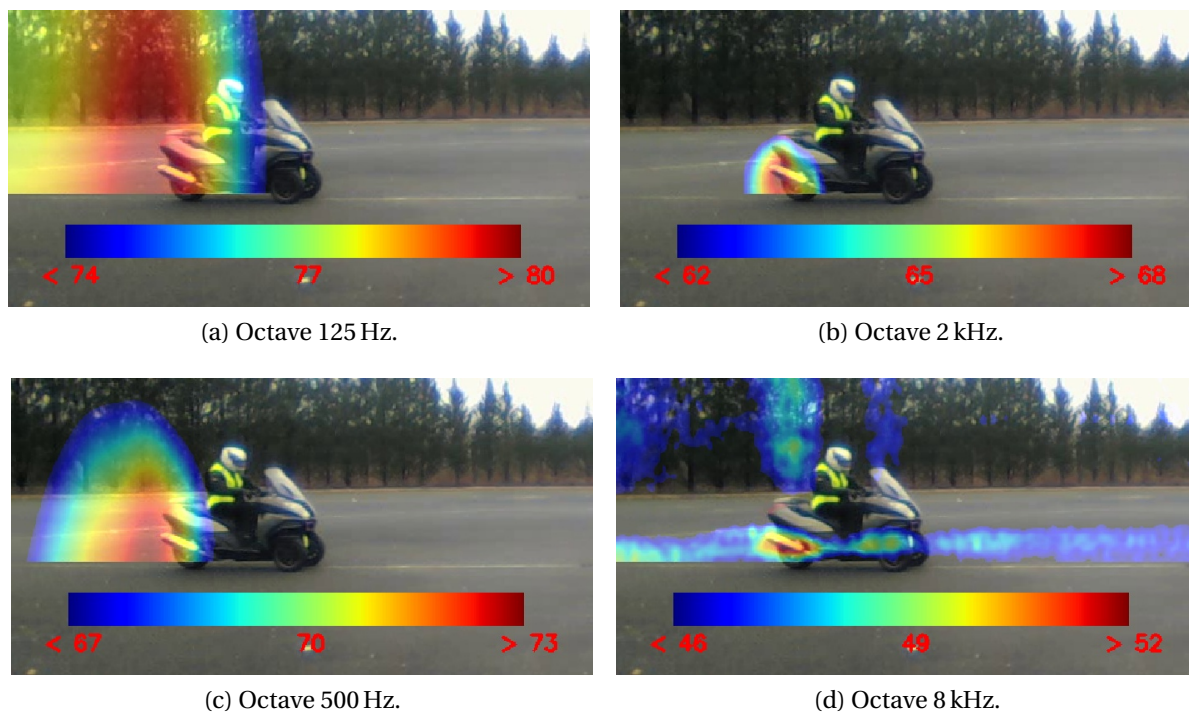 < 74 77 > 80
< 62 65 > 68
(a) Octave 125 Hz.
(b) Octave 2 kHz.
< 67 70 > 73
< 46 49 > 52
(c) Octave 500 Hz.
(d) Octave 8 kHz.